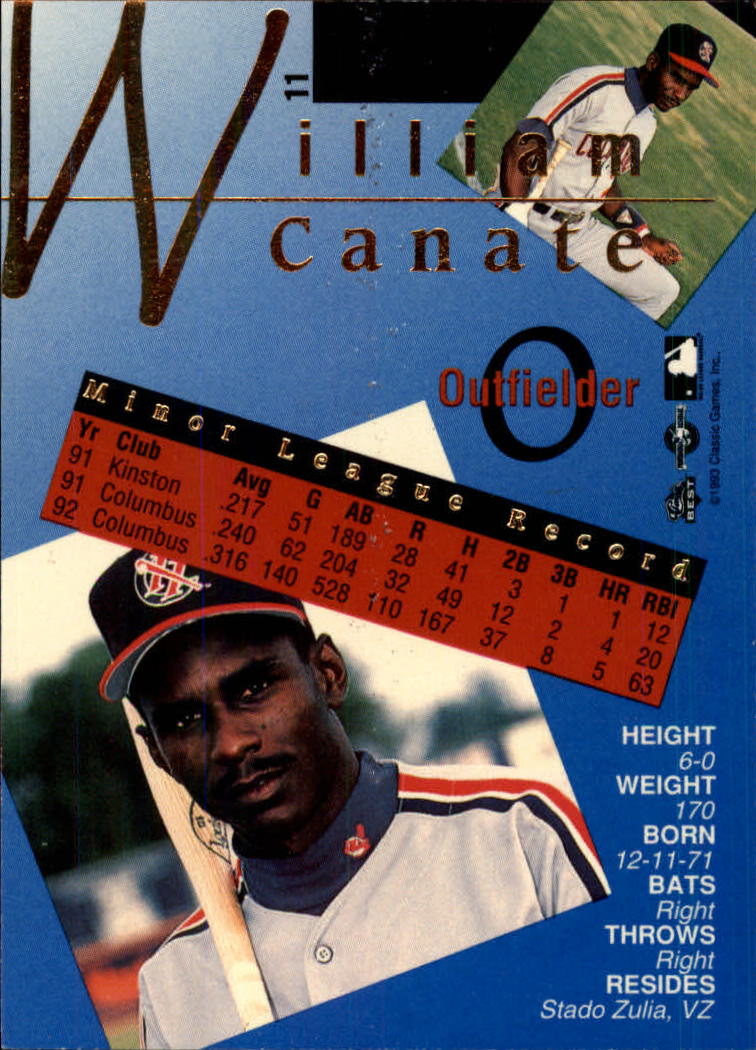 11
William
Canate
Outfielder
O
Minor League Record
Yr Club Avg G AB R H 2B 3B HR RBI
91 Kinston .217 51 189 28 41 3 1 1 12
91 Columbus .240 62 204 32 49 12 2 4 20
92 Columbus .316 140 528 110 167 37 8 5 63
©1993 Classic Games, Inc.
BEST
HEIGHT
6-0
WEIGHT
170
BORN
12-11-71
BATS
Right
THROWS
Right
RESIDES
Stado Zulia, VZ